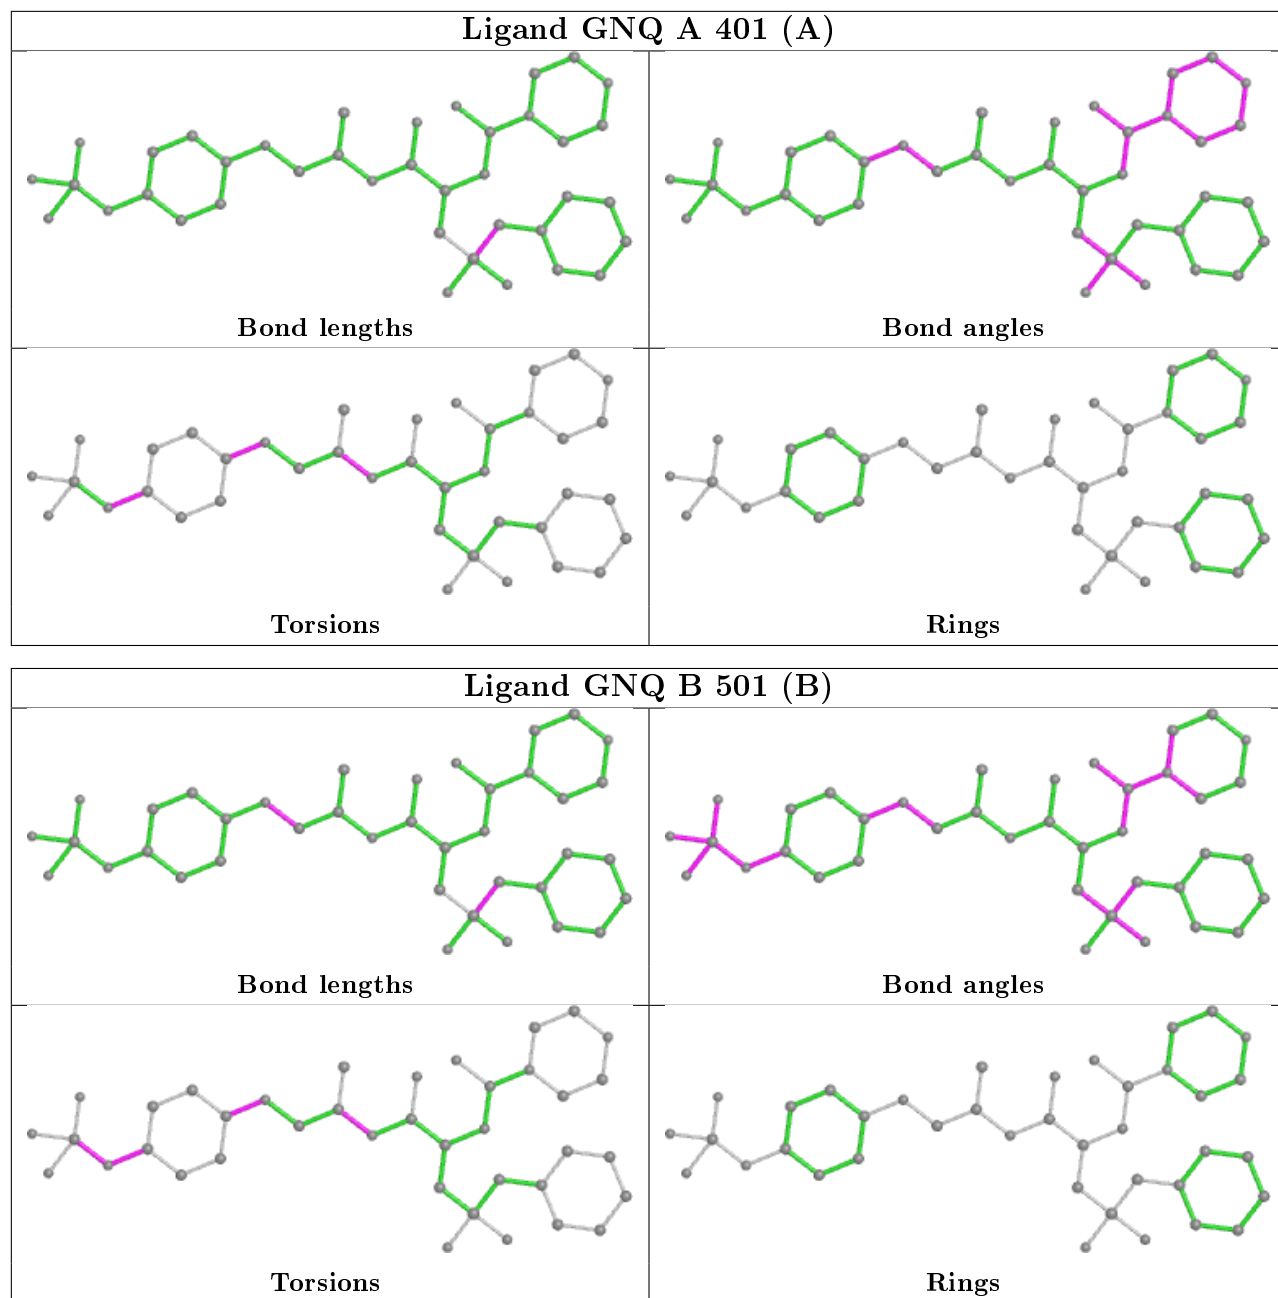 Ligand GNQ A 401 (A)
Bond lengths
Bond angles
Torsions
Rings
Ligand GNQ B 501 (B)
Bond lengths
Bond angles
Torsions
Rings